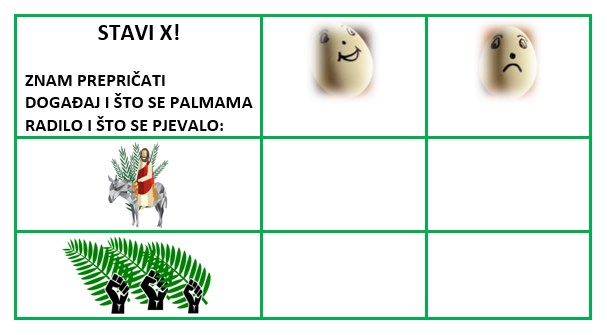 STAVI X!
ZNAM PREPRIČATI
DOGAĐAJ I ŠTO SE PALMAMA
RADILO I ŠTO SE PJEVALO: